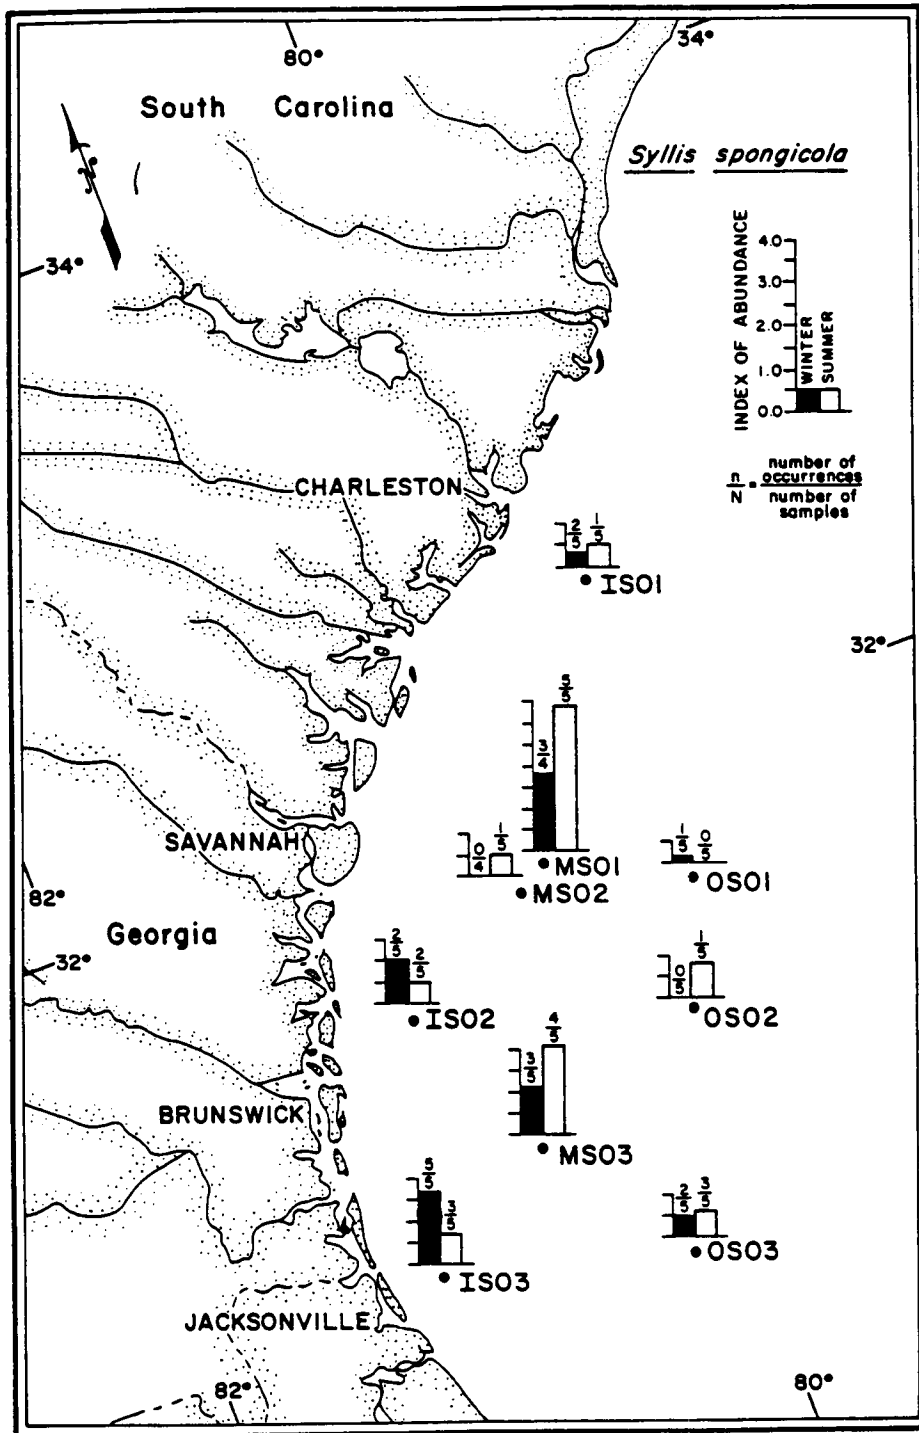 80°
34°
South Carolina
Syllis spongicola
N
34°
INDEX OF ABUNDANCE
4.0
3.0
2.0
1.0
0.0
WINTER
SUMMER
n/N = number of occurrences / number of samples
CHARLESTON
2/5 1/5
IS01
32°
5/5
3/4
SAVANNAH
0/4 1/5
MS01
MS02
1/5 0/5
OS01
82°
Georgia
32°
2/5 2/5
IS02
0/5 1/5
OS02
3/5 4/5
MS03
BRUNSWICK
5/5 3/5
IS03
2/5 3/5
OS03
JACKSONVILLE
82°
80°